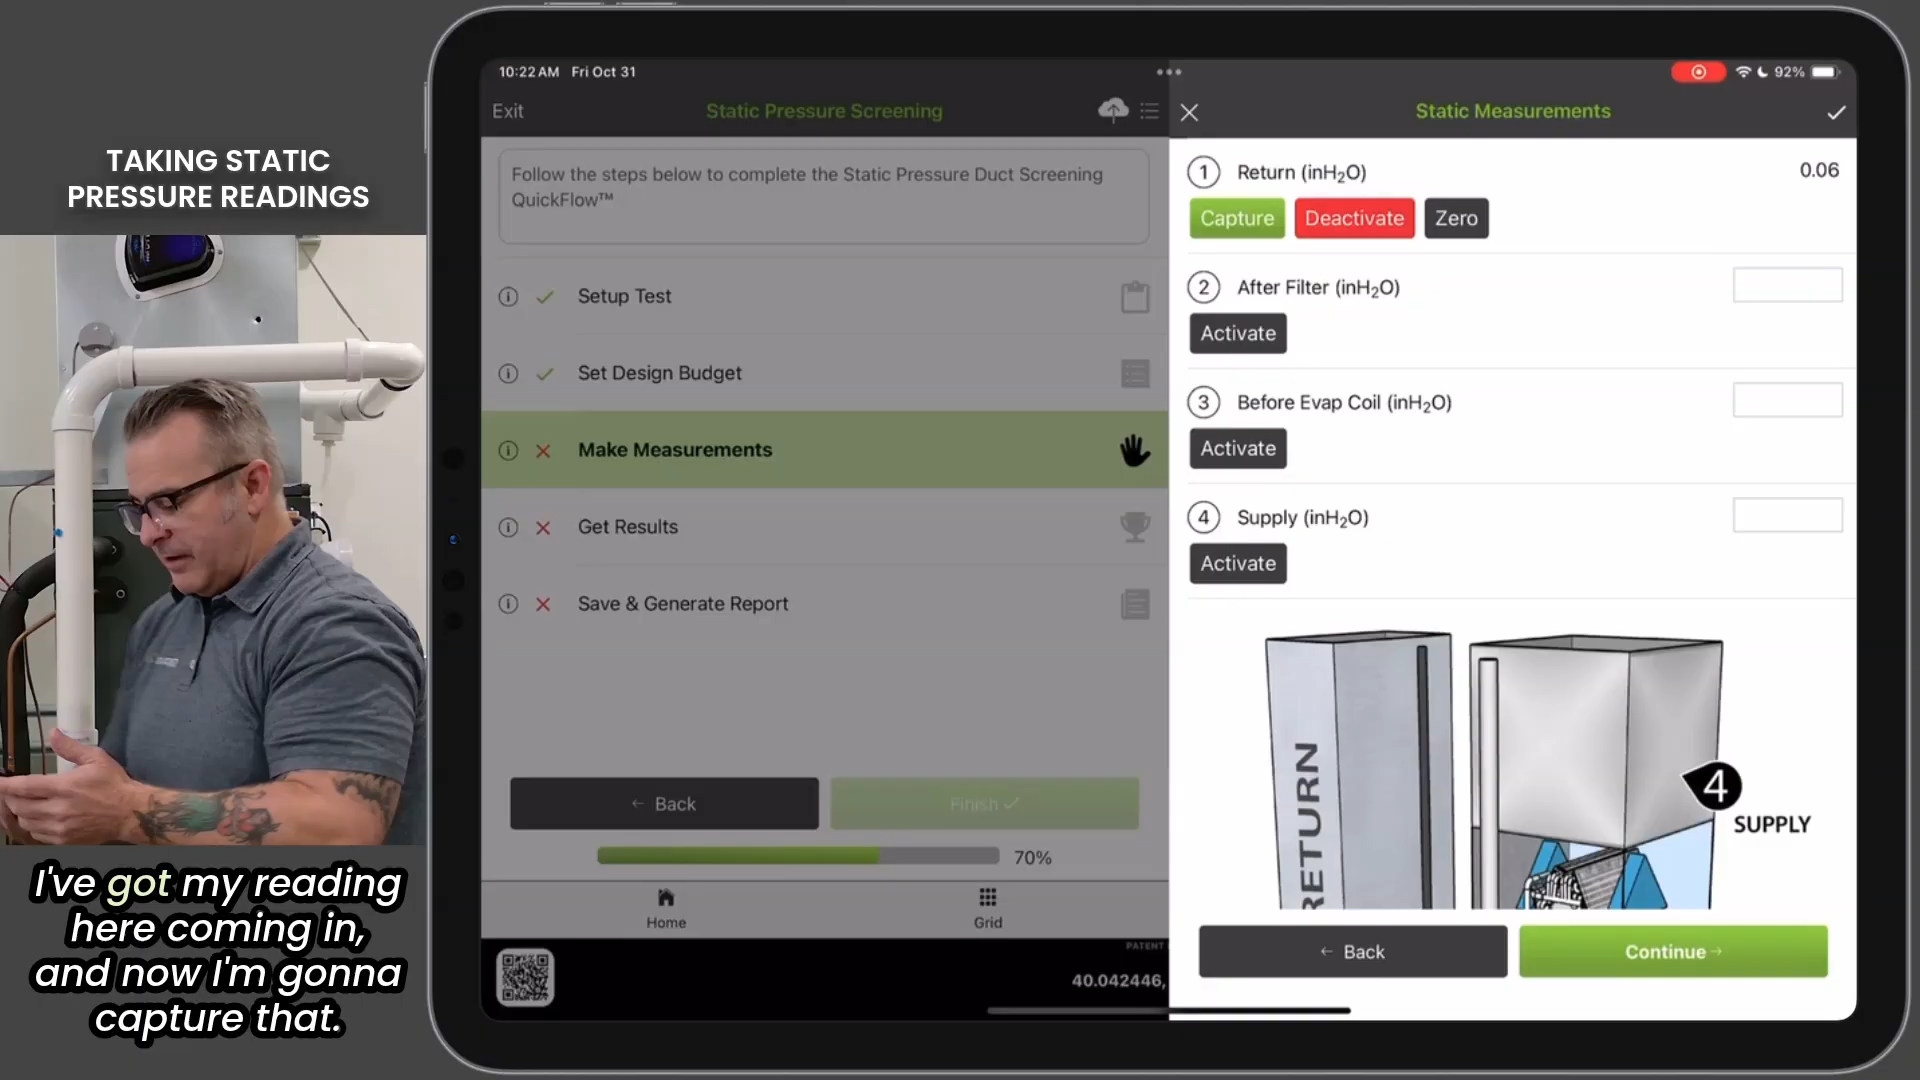 TAKING STATIC
PRESSURE READINGS
I've got my reading
here coming in,
and now I'm gonna
capture that.
10:22 AM Fri Oct 31
Exit
Static Pressure Screening
Follow the steps below to complete the Static Pressure Duct Screening
QuickFlow™
Setup Test
Set Design Budget
Make Measurements
Get Results
Save & Generate Report
← Back
Finish ✓
70%
Home
Grid
PATENT
40.042446,
92%
Static Measurements
1 Return (inH₂O) 0.06
Capture Deactivate Zero
2 After Filter (inH₂O)
Activate
3 Before Evap Coil (inH₂O)
Activate
4 Supply (inH₂O)
Activate
RETURN
4
SUPPLY
← Back
Continue →